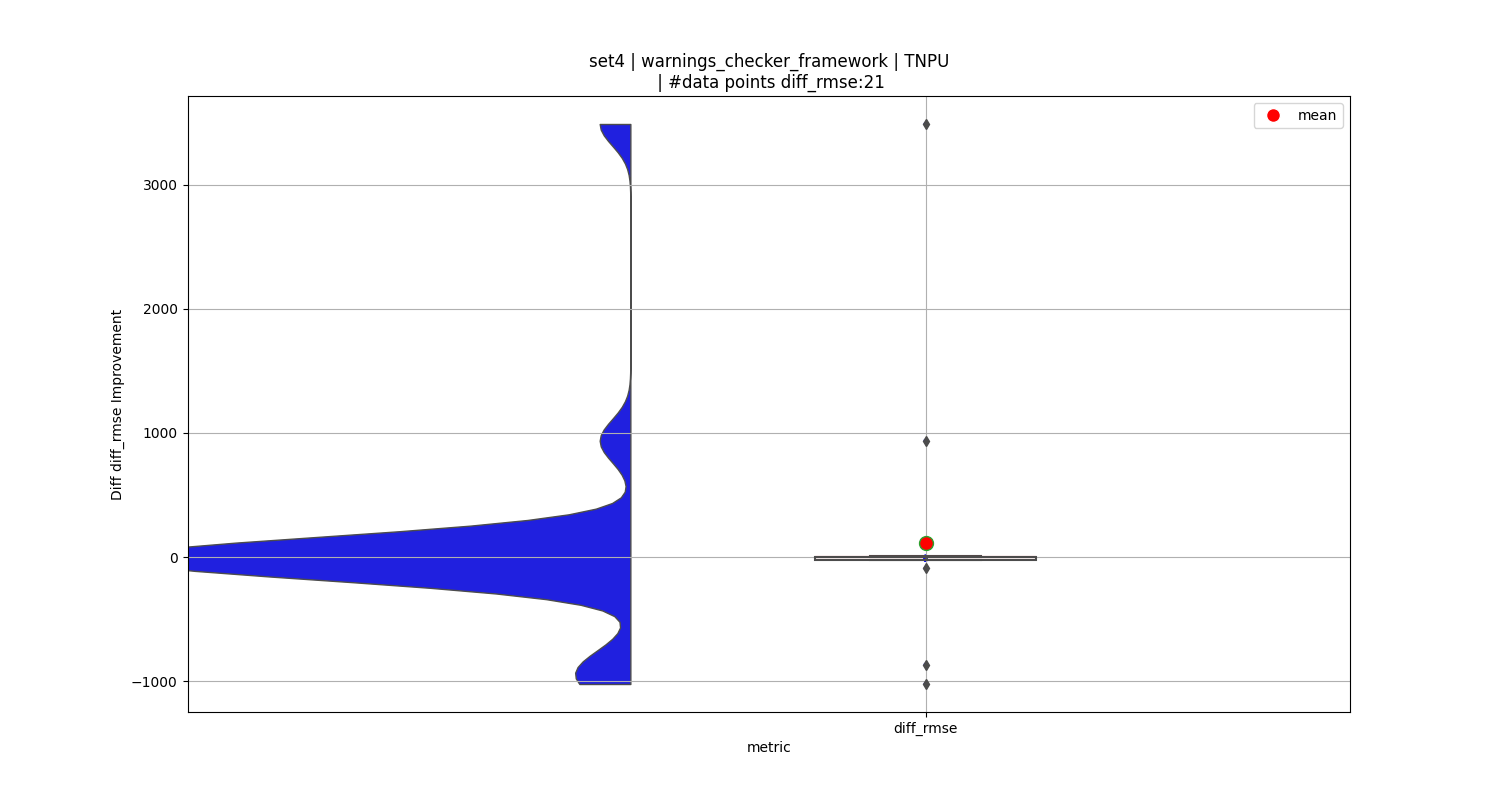 set4 | warnings_checker_framework | TNPU
| #data points diff_rmse:21
mean
3000
2000
1000
0
−1000
Diff diff_rmse Improvement
diff_rmse
metric